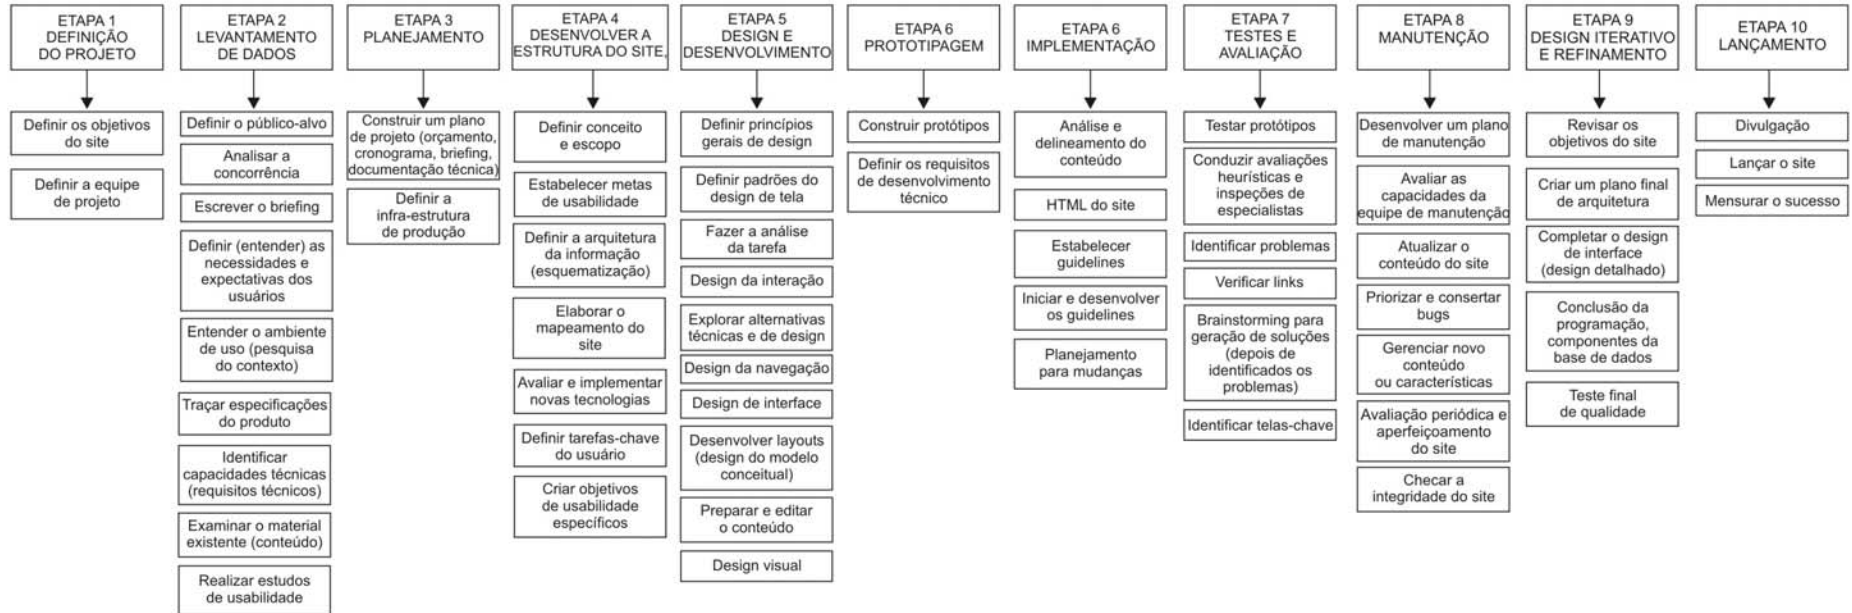 ETAPA 1
DEFINIÇÃO
DO PROJETO
Definir os objetivos
do site
Definir a equipe
de projeto
ETAPA 2
LEVANTAMENTO
DE DADOS
Definir o público-alvo
Analisar a
concorrência
Escrever o briefing
Definir (entender) as
necessidades e
expectativas dos
usuários
Entender o ambiente
de uso (pesquisa
do contexto)
Traçar especificações
do produto
Identificar
capacidades técnicas
(requisitos técnicos)
Examinar o material
existente (conteúdo)
Realizar estudos
de usabilidade
ETAPA 3
PLANEJAMENTO
Construir um plano
de projeto (orçamento,
cronograma, briefing,
documentação técnica)
Definir a
infra-estrutura
de produção
ETAPA 4
DESENVOLVER A
ESTRUTURA DO SITE,
Definir conceito
e escopo
Estabelecer metas
de usabilidade
Definir a arquitetura
da informação
(esquematização)
Elaborar o
mapeamento do
site
Avaliar e implementar
novas tecnologias
Definir tarefas-chave
do usuário
Criar objetivos
de usabilidade
específicos
ETAPA 5
DESIGN E
DESENVOLVIMENTO
Definir princípios
gerais de design
Definir padrões do
design de tela
Fazer a análise
da tarefa
Design da interação
Explorar alternativas
técnicas e de design
Design da navegação
Design de interface
Desenvolver layouts
(design do modelo
conceitual)
Preparar e editar
o conteúdo
Design visual
ETAPA 6
PROTOTIPAGEM
Construir protótipos
Definir os requisitos
de desenvolvimento
técnico
ETAPA 6
IMPLEMENTAÇÃO
Análise e
delineamento do
conteúdo
HTML do site
Estabelecer
guidelines
Iniciar e desenvolver
os guidelines
Planejamento
para mudanças
ETAPA 7
TESTES E
AVALIAÇÃO
Testar protótipos
Conduzir avaliações
heurísticas e
inspeções de
especialistas
Identificar problemas
Verificar links
Brainstorming para
geração de soluções
(depois de
identificados os
problemas)
Identificar telas-chave
ETAPA 8
MANUTENÇÃO
Desenvolver um plano
de manutenção
Avaliar as
capacidades da
equipe de manutenção
Atualizar o
conteúdo do site
Priorizar e consertar
bugs
Gerenciar novo
conteúdo
ou características
Avaliação periódica e
aperfeiçoamento
do site
Checar a
integridade do site
ETAPA 9
DESIGN ITERATIVO
E REFINAMENTO
Revisar os
objetivos do site
Criar um plano final
de arquitetura
Completar o design
de interface
(design detalhado)
Conclusão da
programação,
componentes da
base de dados
Teste final
de qualidade
ETAPA 10
LANÇAMENTO
Divulgação
Lançar o site
Mensurar o sucesso